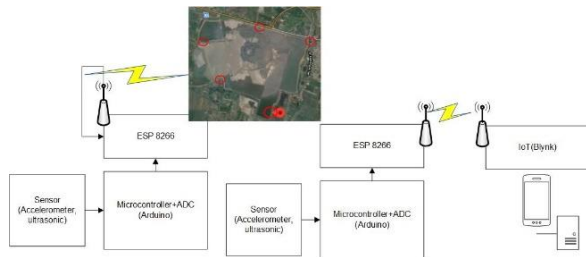 ESP 8266
Sensor
(Accelerometer,
ultrasonic)
Microcontroller+ADC
(Arduino)
ESP 8266
Sensor
(Accelerometer,
ultrasonic)
Microcontroller+ADC
(Arduino)
IoT(Blynk)